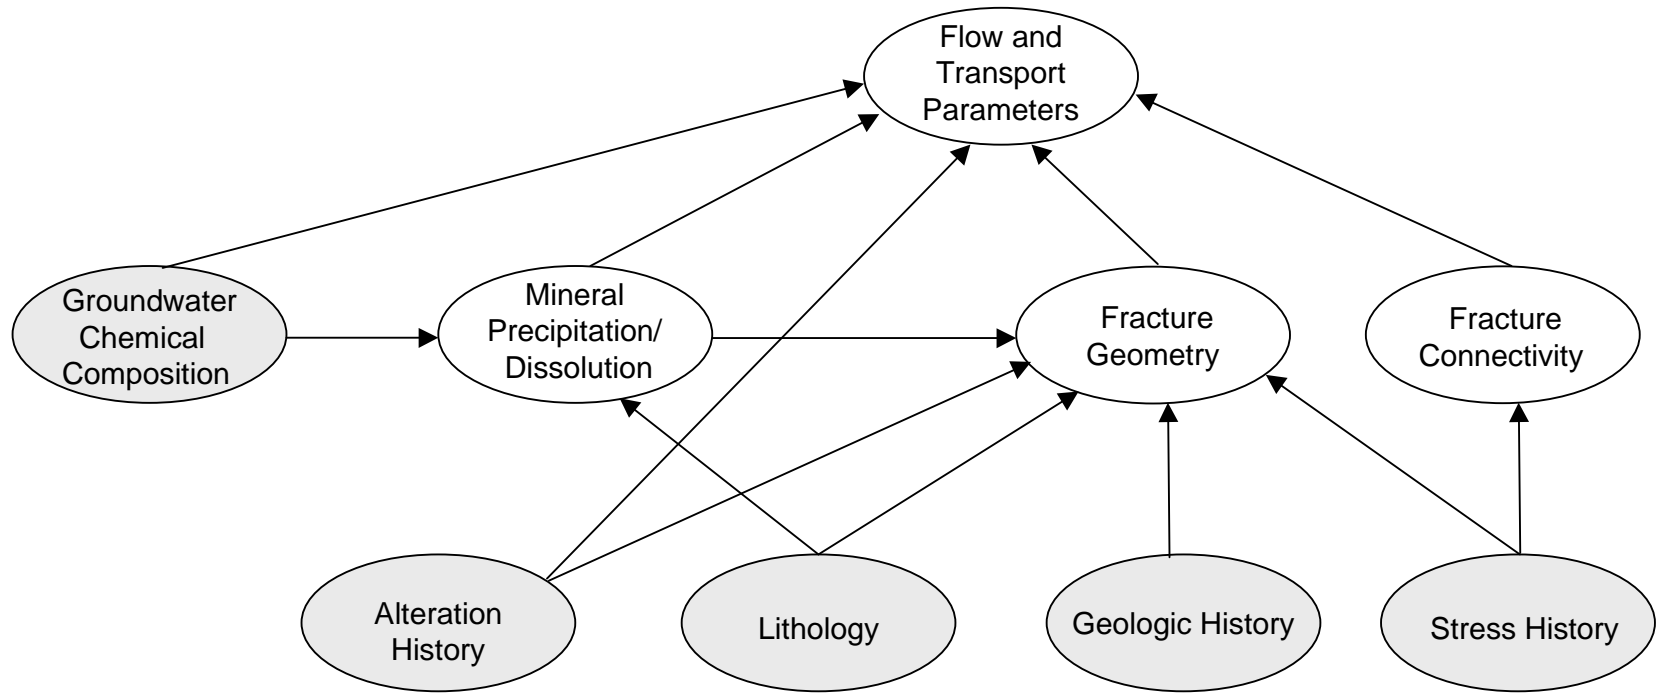 Flow and
Transport
Parameters
Groundwater
Chemical
Composition
Mineral
Precipitation/
Dissolution
Fracture
Geometry
Fracture
Connectivity
Alteration
History
Lithology
Geologic History
Stress History